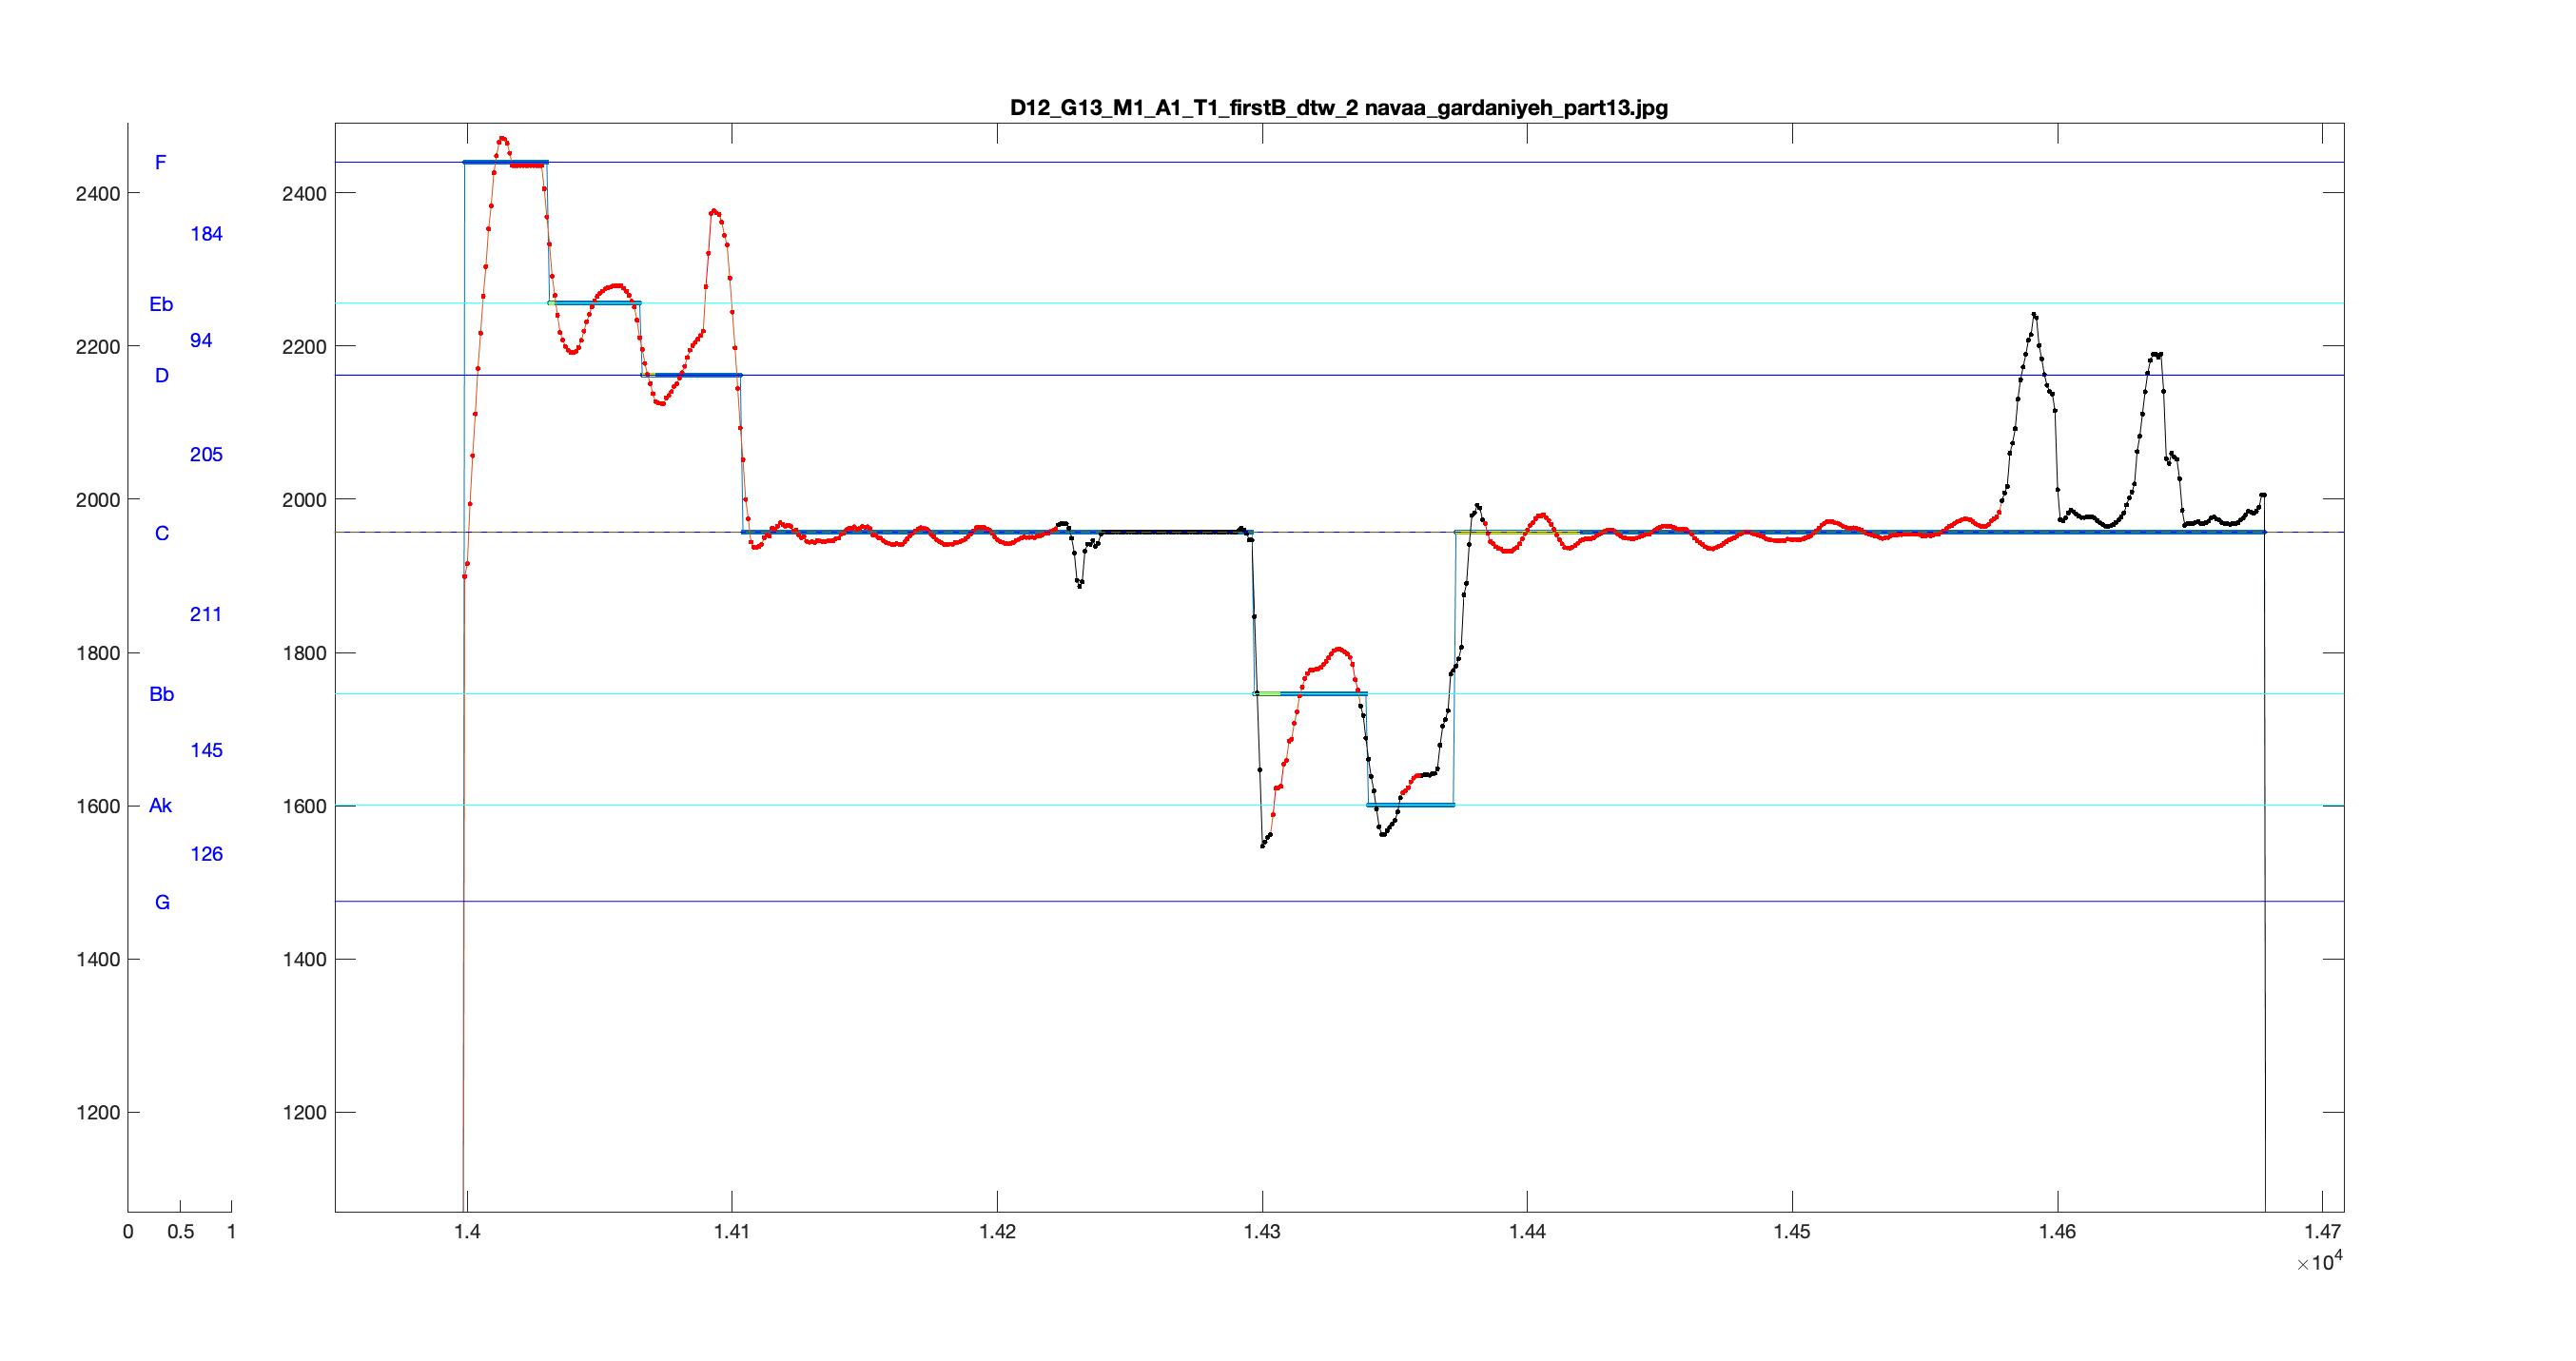 D12_G13_M1_A1_T1_firstB_dtw_2 navaa_gardaniyeh_part13.jpg
F
2400 2400
184
Eb
94
2200 2200
D
205
2000 2000
C
211
1800 1800
Bb
145
Ak
1600 1600
126
G
1400 1400
1200 1200
0 0.5 1 1.4 1.41 1.42 1.43 1.44 1.45 1.46 1.47
×10^4